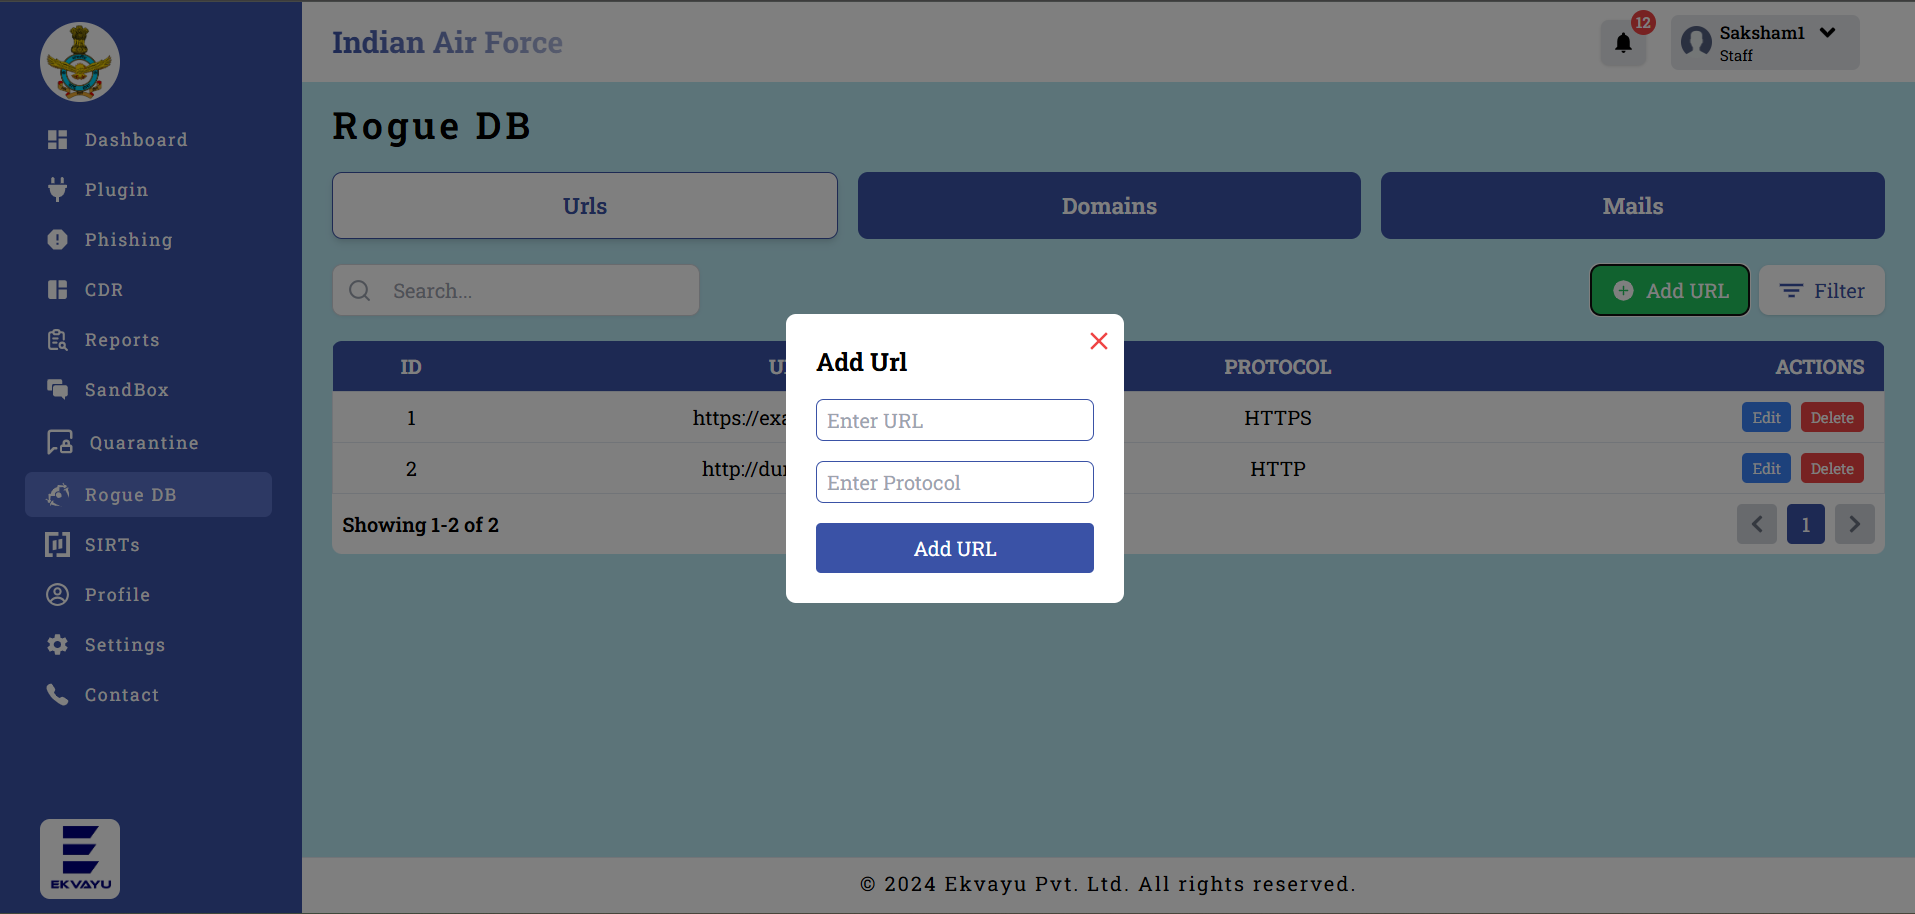 Indian Air Force
12
Saksham1
Staff
Dashboard
Plugin
Phishing
CDR
Reports
SandBox
Quarantine
Rogue DB
SIRTs
Profile
Settings
Contact
EKVAYU
Rogue DB
Urls Domains Mails
Search...
Add URL
Filter
ID PROTOCOL ACTIONS
1 https://exa HTTPS Edit Delete
2 http://du HTTP Edit Delete
Showing 1-2 of 2
1
Add Url
Enter URL
Enter Protocol
Add URL
© 2024 Ekvayu Pvt. Ltd. All rights reserved.